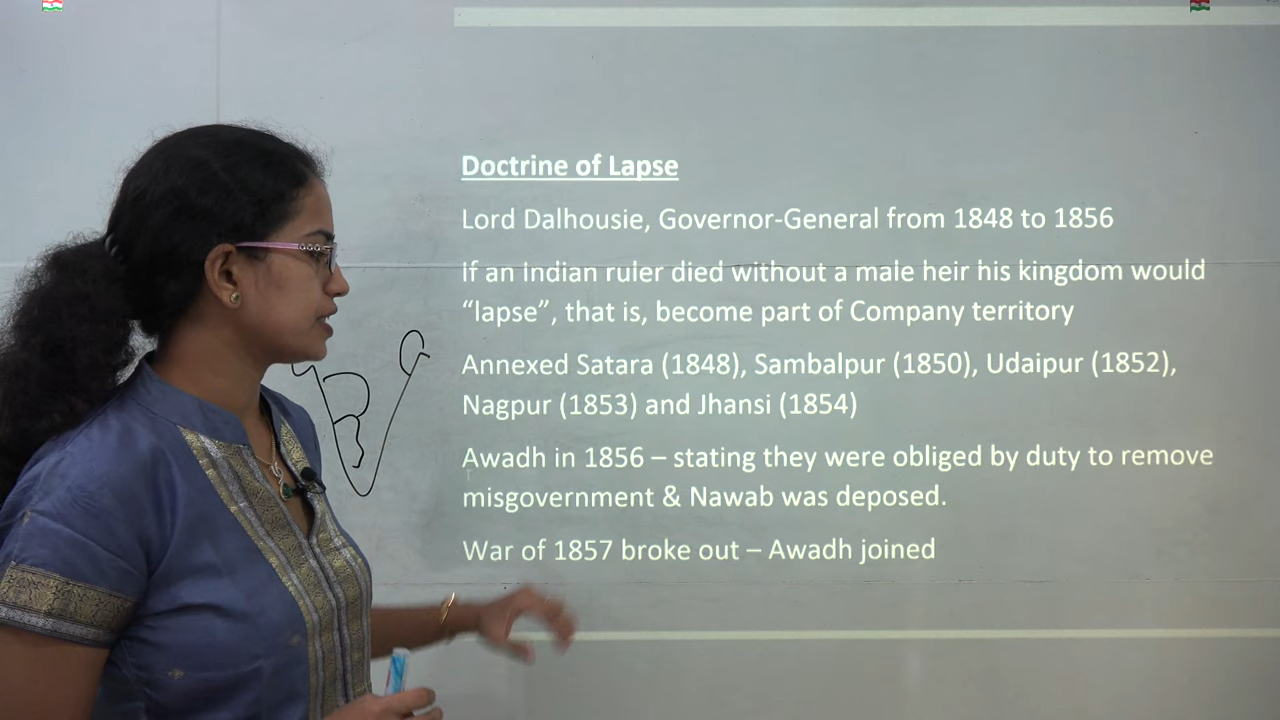 Doctrine of Lapse
Lord Dalhousie, Governor-General from 1848 to 1856
If an Indian ruler died without a male heir his kingdom would
“lapse”, that is, become part of Company territory
Annexed Satara (1848), Sambalpur (1850), Udaipur (1852),
Nagpur (1853) and Jhansi (1854)
Awadh in 1856 – stating they were obliged by duty to remove
misgovernment & Nawab was deposed.
War of 1857 broke out – Awadh joined